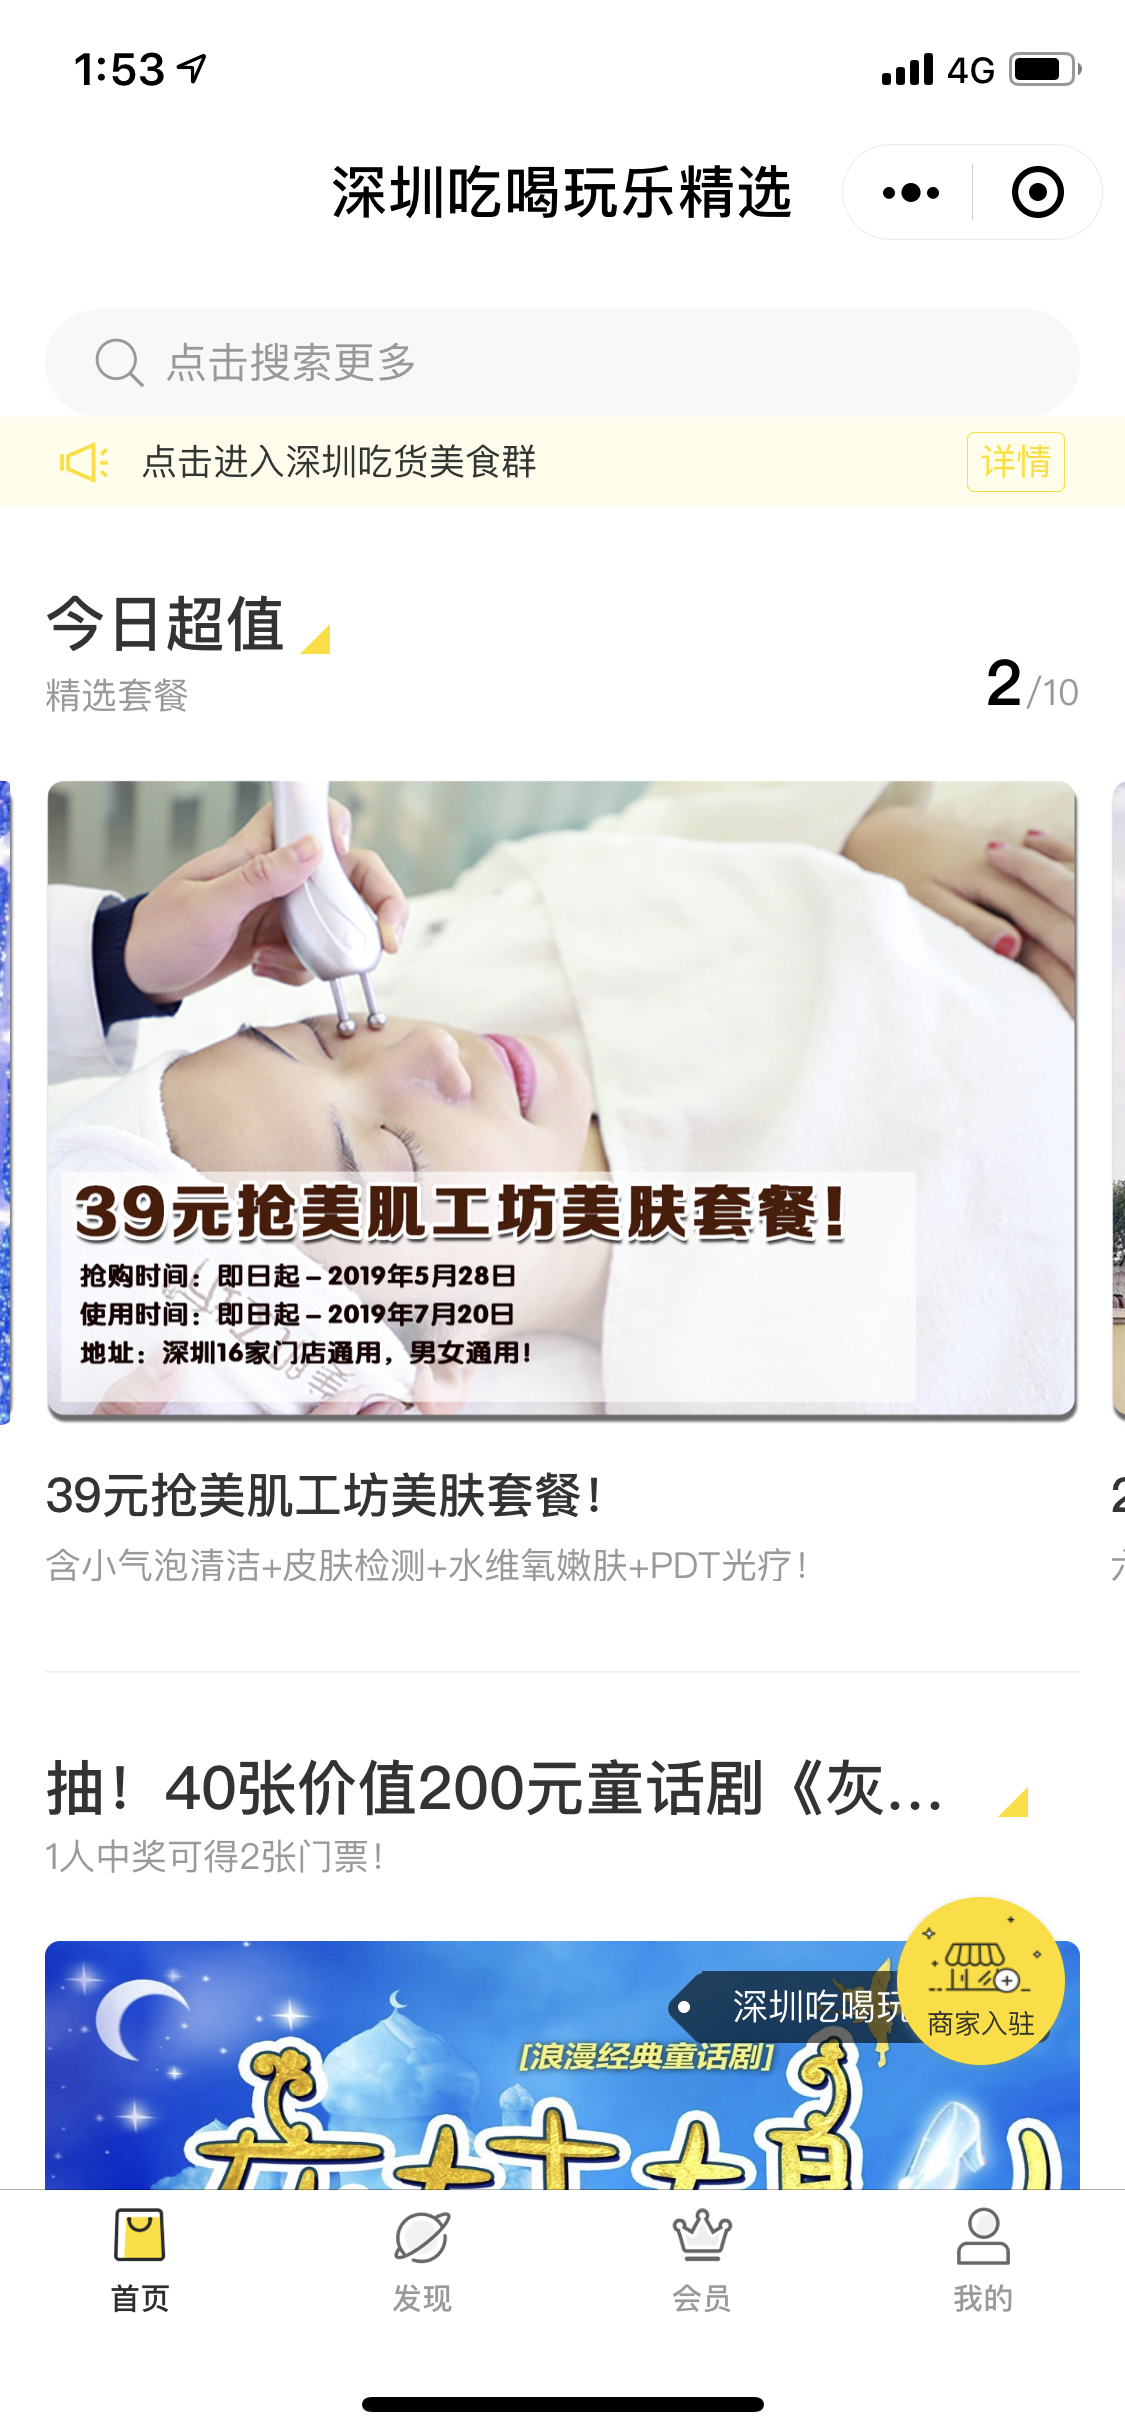 1:53
4G
深圳吃喝玩乐精选
点击搜索更多
点击进入深圳吃货美食群
详情
今日超值
精选套餐
2/10
39元抢美肌工坊美肤套餐!
抢购时间：即日起－2019年5月28日
使用时间：即日起－2019年7月20日
地址：深圳16家门店通用，男女通用!
39元抢美肌工坊美肤套餐！
含小气泡清洁+皮肤检测+水维氧嫩肤+PDT光疗！
抽！40张价值200元童话剧《灰...
1人中奖可得2张门票！
深圳吃喝玩
商家入驻
[浪漫经典童话剧]
首页
发现
会员
我的